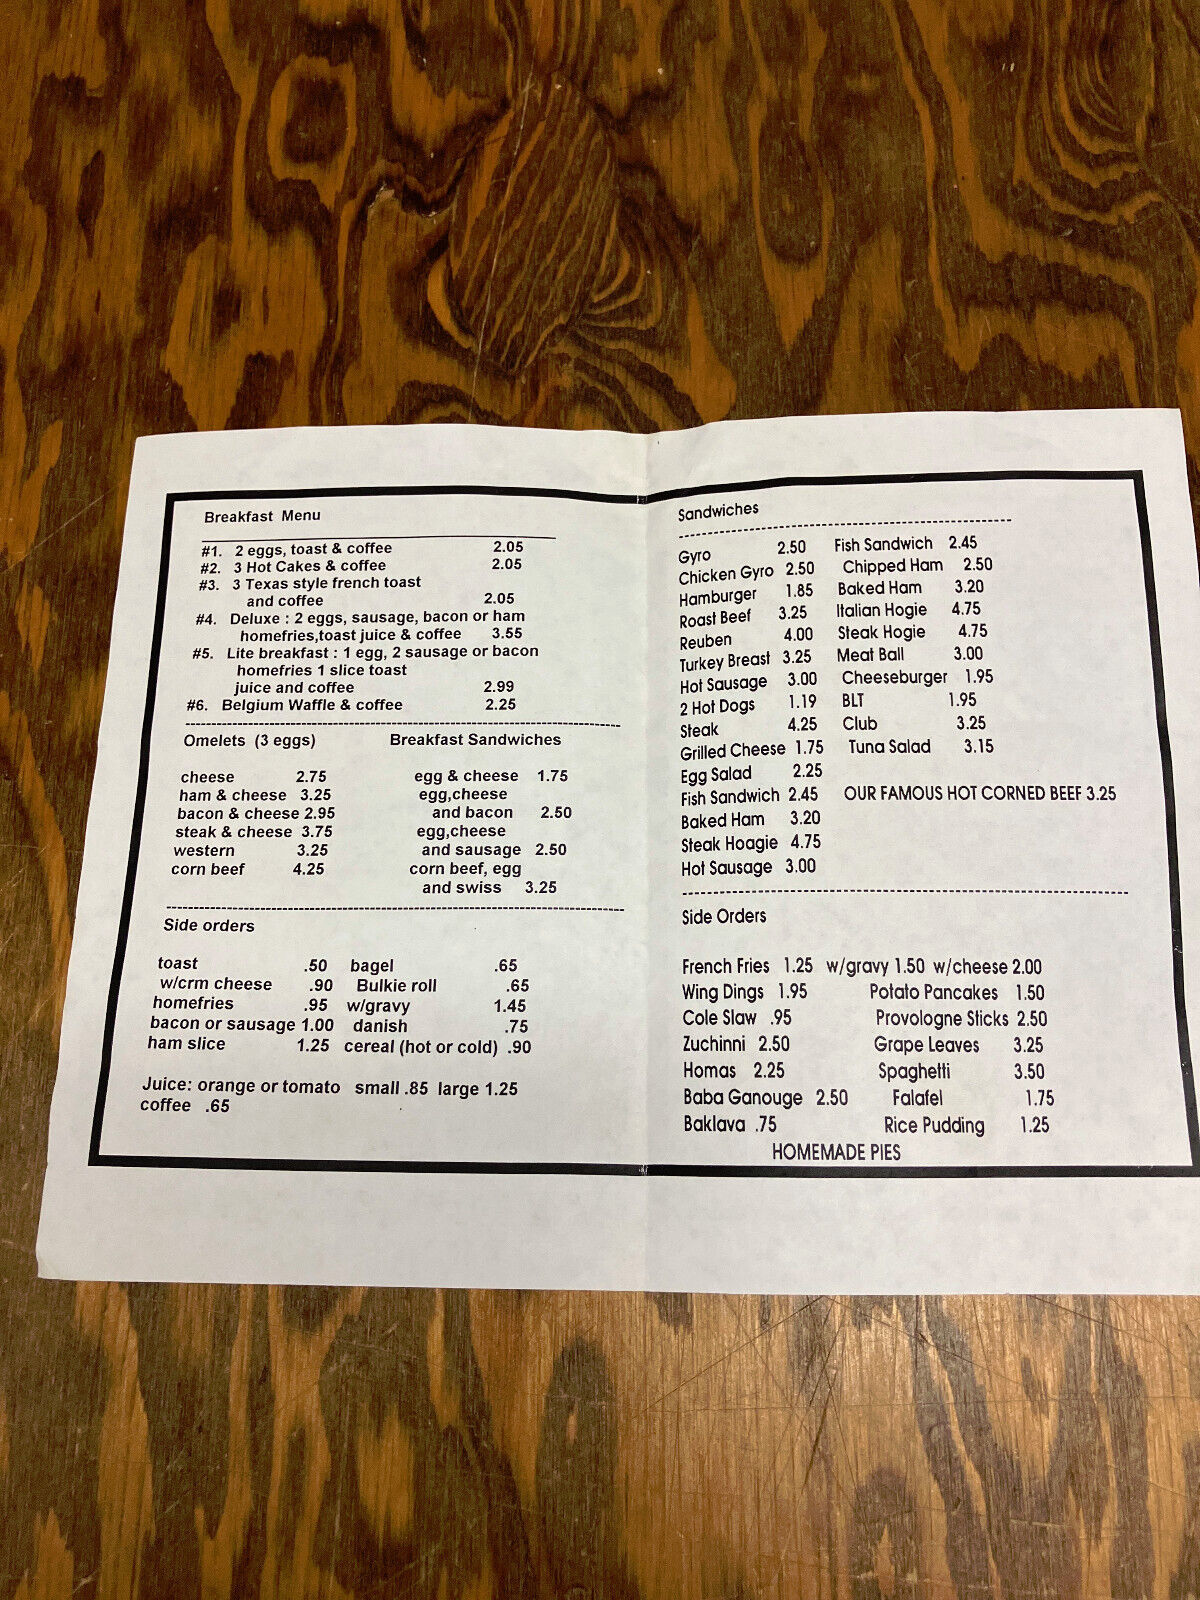 Breakfast Menu
#1. 2 eggs, toast & coffee 2.05
#2. 3 Hot Cakes & coffee 2.05
#3. 3 Texas style french toast
and coffee 2.05
#4. Deluxe : 2 eggs, sausage, bacon or ham
homefries,toast juice & coffee 3.55
#5. Lite breakfast : 1 egg, 2 sausage or bacon
homefries 1 slice toast
juice and coffee 2.99
#6. Belgium Waffle & coffee 2.25
Omelets (3 eggs)
cheese 2.75
ham & cheese 3.25
bacon & cheese 2.95
steak & cheese 3.75
western 3.25
corn beef 4.25
Breakfast Sandwiches
egg & cheese 1.75
egg,cheese
and bacon 2.50
egg,cheese
and sausage 2.50
corn beef, egg
and swiss 3.25
Side orders
toast .50 bagel .65
w/crm cheese .90 Bulkie roll .65
homefries .95 w/gravy 1.45
bacon or sausage 1.00 danish .75
ham slice 1.25 cereal (hot or cold) .90
Juice: orange or tomato small .85 large 1.25
coffee .65
Sandwiches
Gyro 2.50 Fish Sandwich 2.45
Chicken Gyro 2.50 Chipped Ham 2.50
Hamburger 1.85 Baked Ham 3.20
Roast Beef 3.25 Italian Hogie 4.75
Reuben 4.00 Steak Hogie 4.75
Turkey Breast 3.25 Meat Ball 3.00
Hot Sausage 3.00 Cheeseburger 1.95
2 Hot Dogs 1.19 BLT 1.95
Steak 4.25 Club 3.25
Grilled Cheese 1.75 Tuna Salad 3.15
Egg Salad 2.25
Fish Sandwich 2.45 OUR FAMOUS HOT CORNED BEEF 3.25
Baked Ham 3.20
Steak Hoagie 4.75
Hot Sausage 3.00
Side Orders
French Fries 1.25 w/gravy 1.50 w/cheese 2.00
Wing Dings 1.95 Potato Pancakes 1.50
Cole Slaw .95 Provologne Sticks 2.50
Zuchinni 2.50 Grape Leaves 3.25
Homas 2.25 Spaghetti 3.50
Baba Ganouge 2.50 Falafel 1.75
Baklava .75 Rice Pudding 1.25
HOMEMADE PIES